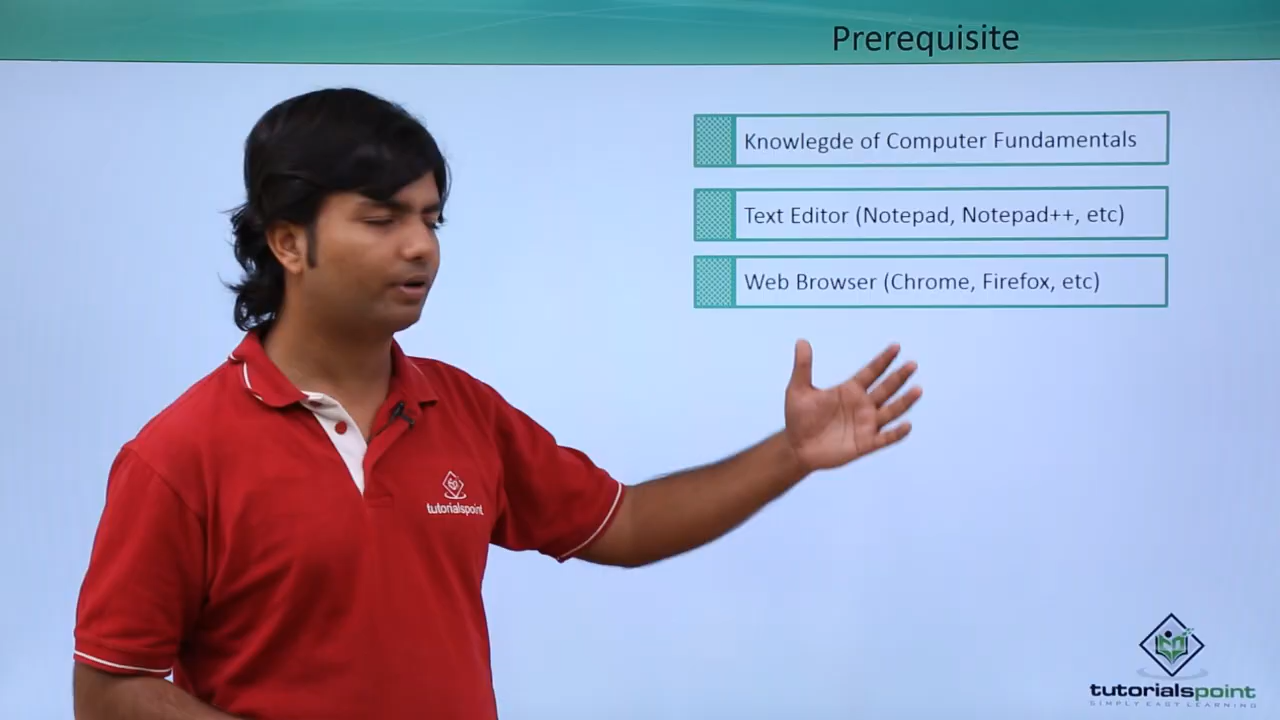 Prerequisite
Knowlegde of Computer Fundamentals
Text Editor (Notepad, Notepad++, etc)
Web Browser (Chrome, Firefox, etc)
tutorialspoint
tutorialspoint
SIMPLY EASY LEARNING